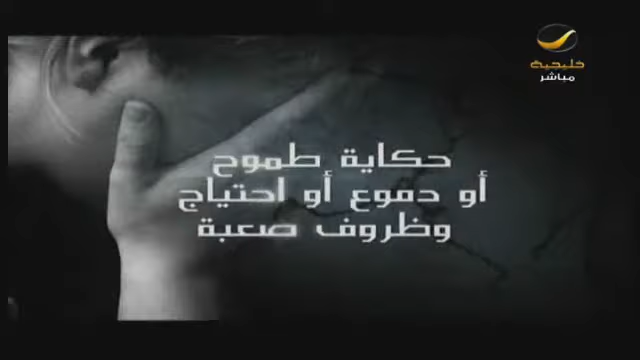 خليجية
مباشر
حكاية طموح
أو دموع أو احتياج
وظروف صعبة